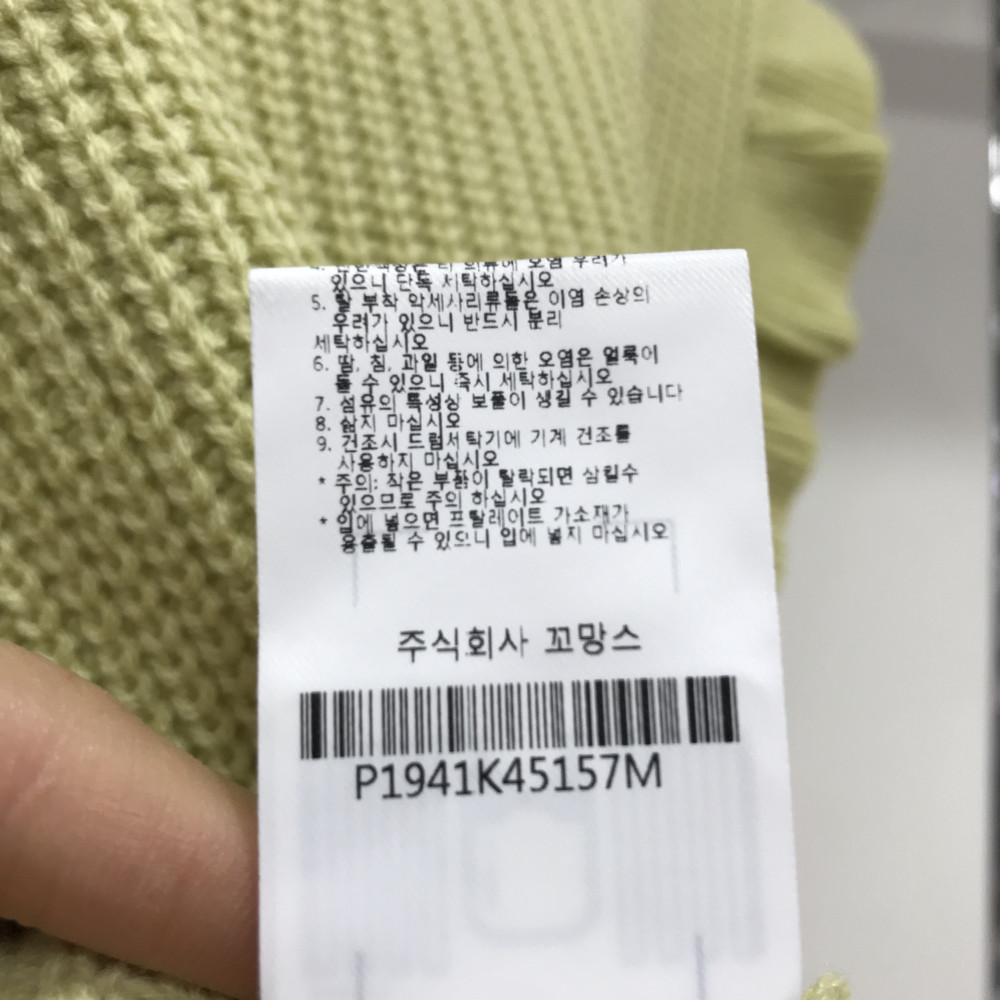 있으니 단독 세탁하십시오
5. 탈 부착 악세사리류들은 이염 손상의
우려가 있으니 반드시 분리
세탁하십시오
6. 땀, 침, 과일 등에 의한 오염은 얼룩이
될 수 있으니 즉시 세탁하십시오
7. 섬유의 특성상 보풀이 생길 수 있습니다
8. 삶지 마십시오
9. 건조시 드럼세탁기에 기계 건조를
사용하지 마십시오
* 주의: 작은 부품이 탈락되면 삼킬수
있으므로 주의 하십시오
* 입에 넣으면 프탈레이트 가소재가
용출될 수 있으니 입에 넣지 마십시오
주식회사 꼬망스
P1941K45157M